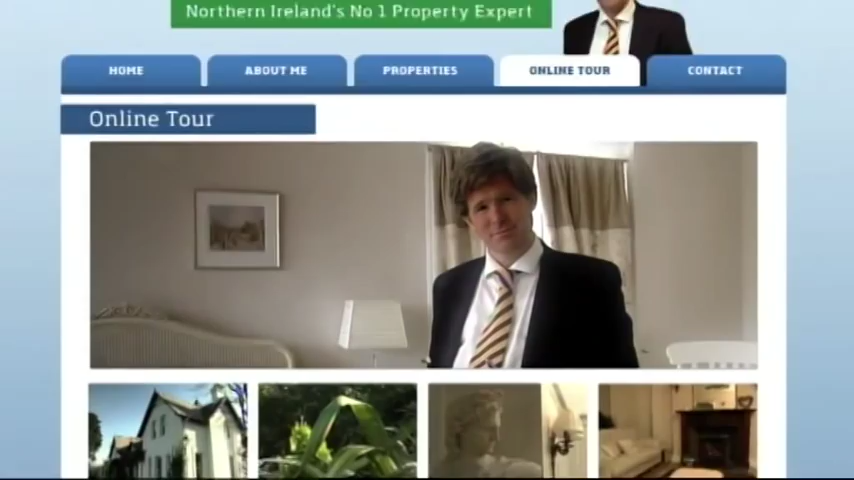 Northern Ireland's No 1 Property Expert
HOME
ABOUT ME
PROPERTIES
ONLINE TOUR
CONTACT
Online Tour